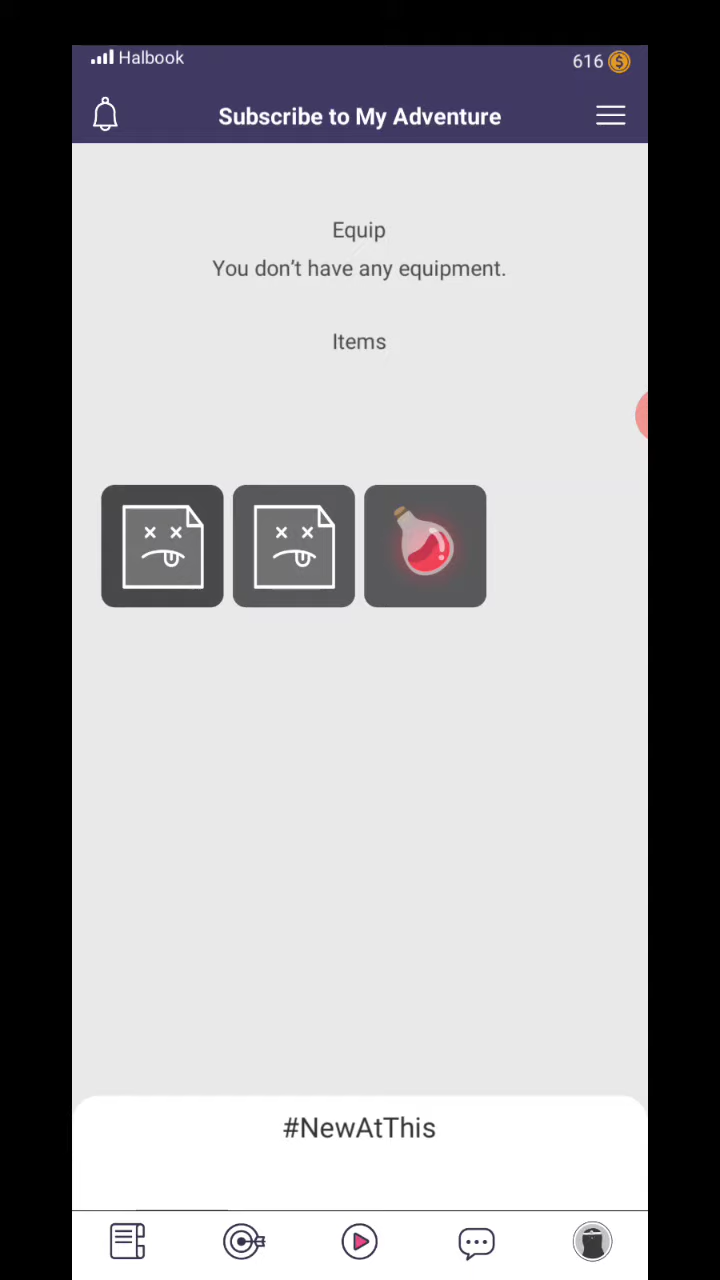 Halbook
616
Subscribe to My Adventure
Equip
You don’t have any equipment.
Items
#NewAtThis